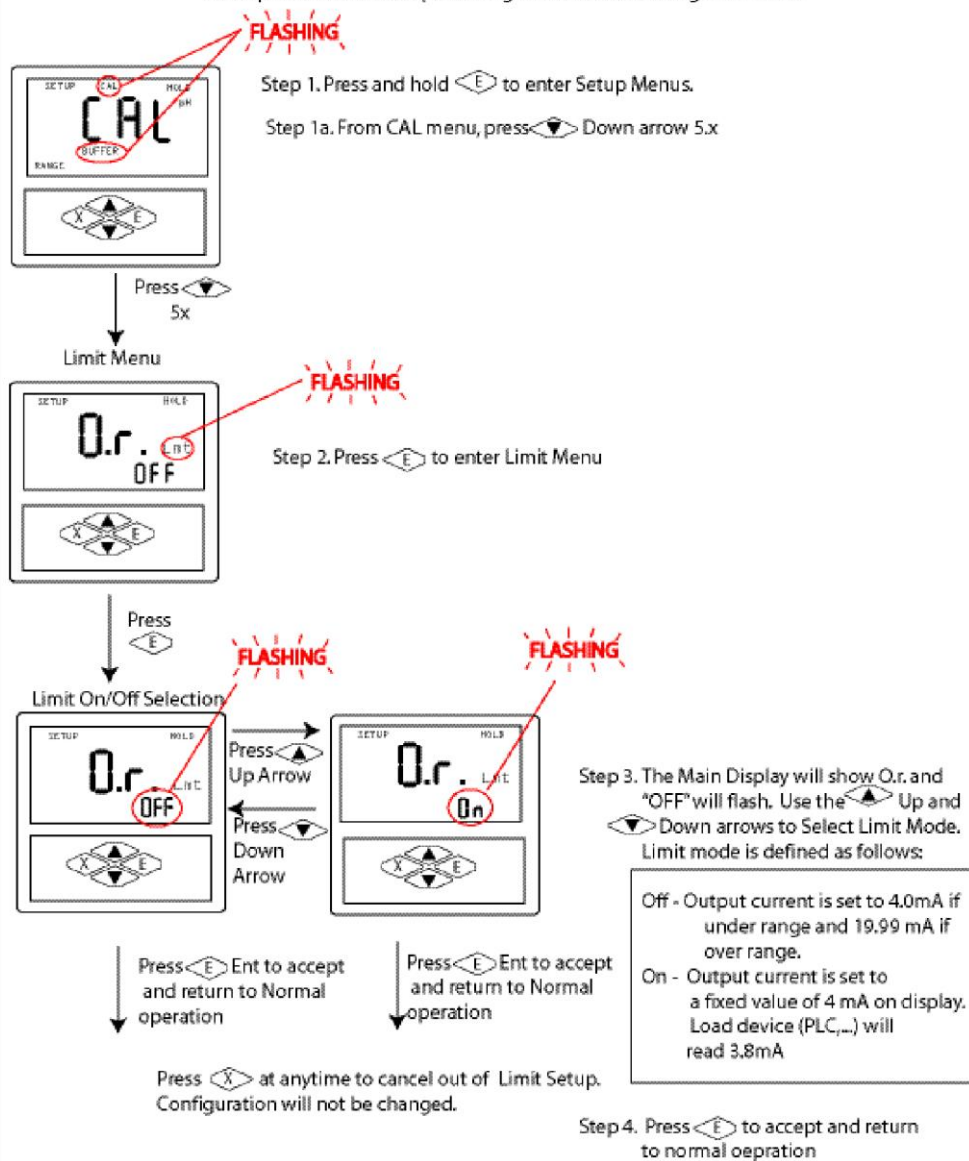 FLASHING
SETUP CAL HOLD
pH
CAL
BUFFER
RANGE
X E
Step 1. Press and hold E to enter Setup Menus.
Step 1a. From CAL menu, press Down arrow 5.x
Press
5x
Limit Menu
FLASHING
SETUP HOLD
O.r. Lmt
OFF
X E
Step 2. Press E to enter Limit Menu
Press
E
Limit On/Off Selection
FLASHING
SETUP HOLD
O.r. Lmt
OFF
X E
Press
Up Arrow
Press
Down
Arrow
FLASHING
SETUP HOLD
O.r. Lmt
On
X E
Step 3. The Main Display will show O.r. and
"OFF" will flash. Use the Up and
Down arrows to Select Limit Mode.
Limit mode is defined as follows:
Off - Output current is set to 4.0mA if
under range and 19.99 mA if
over range.
On - Output current is set to
a fixed value of 4 mA on display.
Load device (PLC,...) will
read 3.8mA
Press E Ent to accept
and return to Normal
operation
Press E Ent to accept
and return to Normal
operation
Press X at anytime to cancel out of Limit Setup.
Configuration will not be changed.
Step 4. Press E to accept and return
to normal oepration